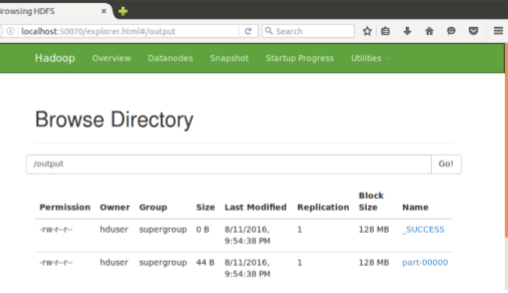 Browsing HDFS
localhost:50070/explorer.html#/output
Search
Hadoop Overview Datanodes Snapshot Startup Progress Utilities
Browse Directory
/output Go!
Permission Owner Group Size Last Modified Replication Block Size Name
-rw-r--r-- hduser supergroup 0 B 8/11/2016, 9:54:38 PM 1 128 MB _SUCCESS
-rw-r--r-- hduser supergroup 44 B 8/11/2016, 9:54:38 PM 1 128 MB part-00000